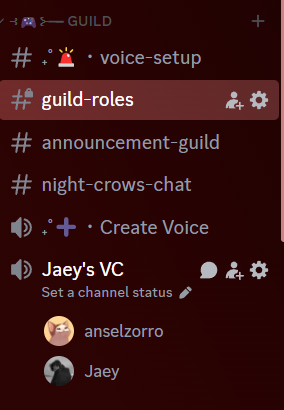 GUILD
voice-setup
guild-roles
announcement-guild
night-crows-chat
Create Voice
Jaey's VC
Set a channel status
anselzorro
Jaey